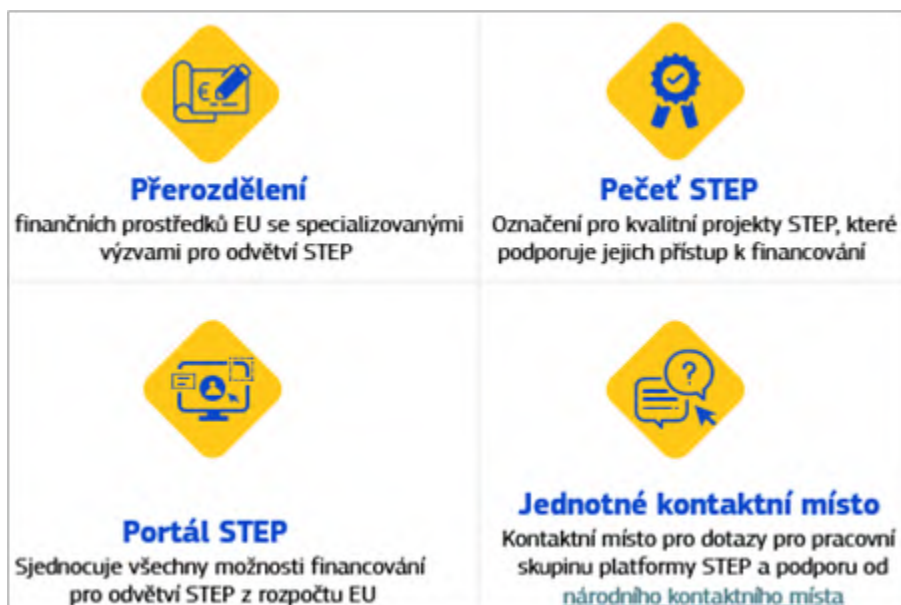 Přerozdělení
finančních prostředků EU se specializovanými
výzvami pro odvětví STEP
Pečeť STEP
Označení pro kvalitní projekty STEP, které
podporuje jejich přístup k financování
Portál STEP
Sjednocuje všechny možnosti financování
pro odvětví STEP z rozpočtu EU
Jednotné kontaktní místo
Kontaktní místo pro dotazy pro pracovní
skupinu platformy STEP a podporu od
národního kontaktního místa